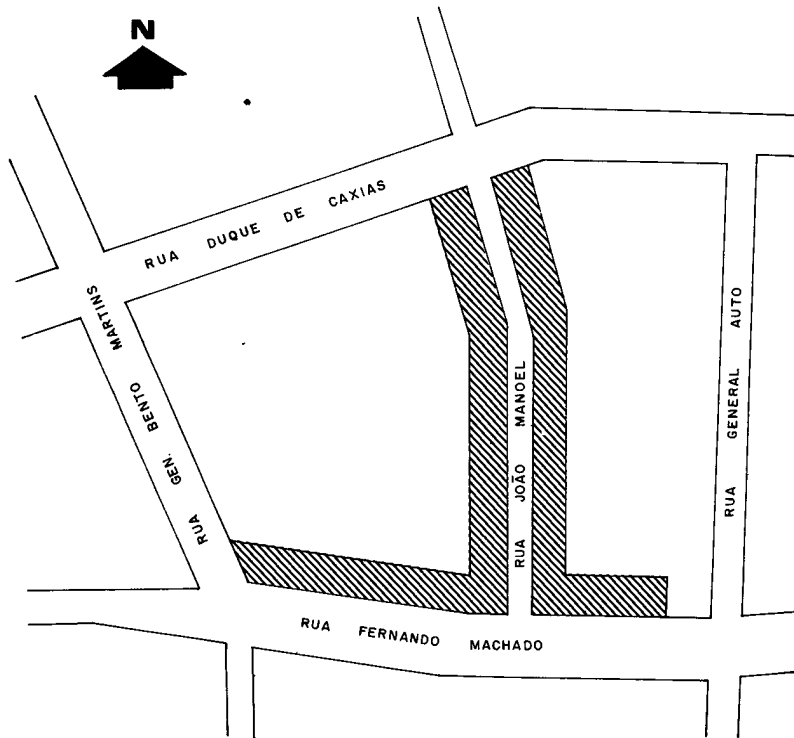 N
RUA DUQUE DE CAXIAS
RUA GEN. BENTO MARTINS
RUA JOÃO MANOEL
RUA GENERAL AUTO
RUA FERNANDO MACHADO